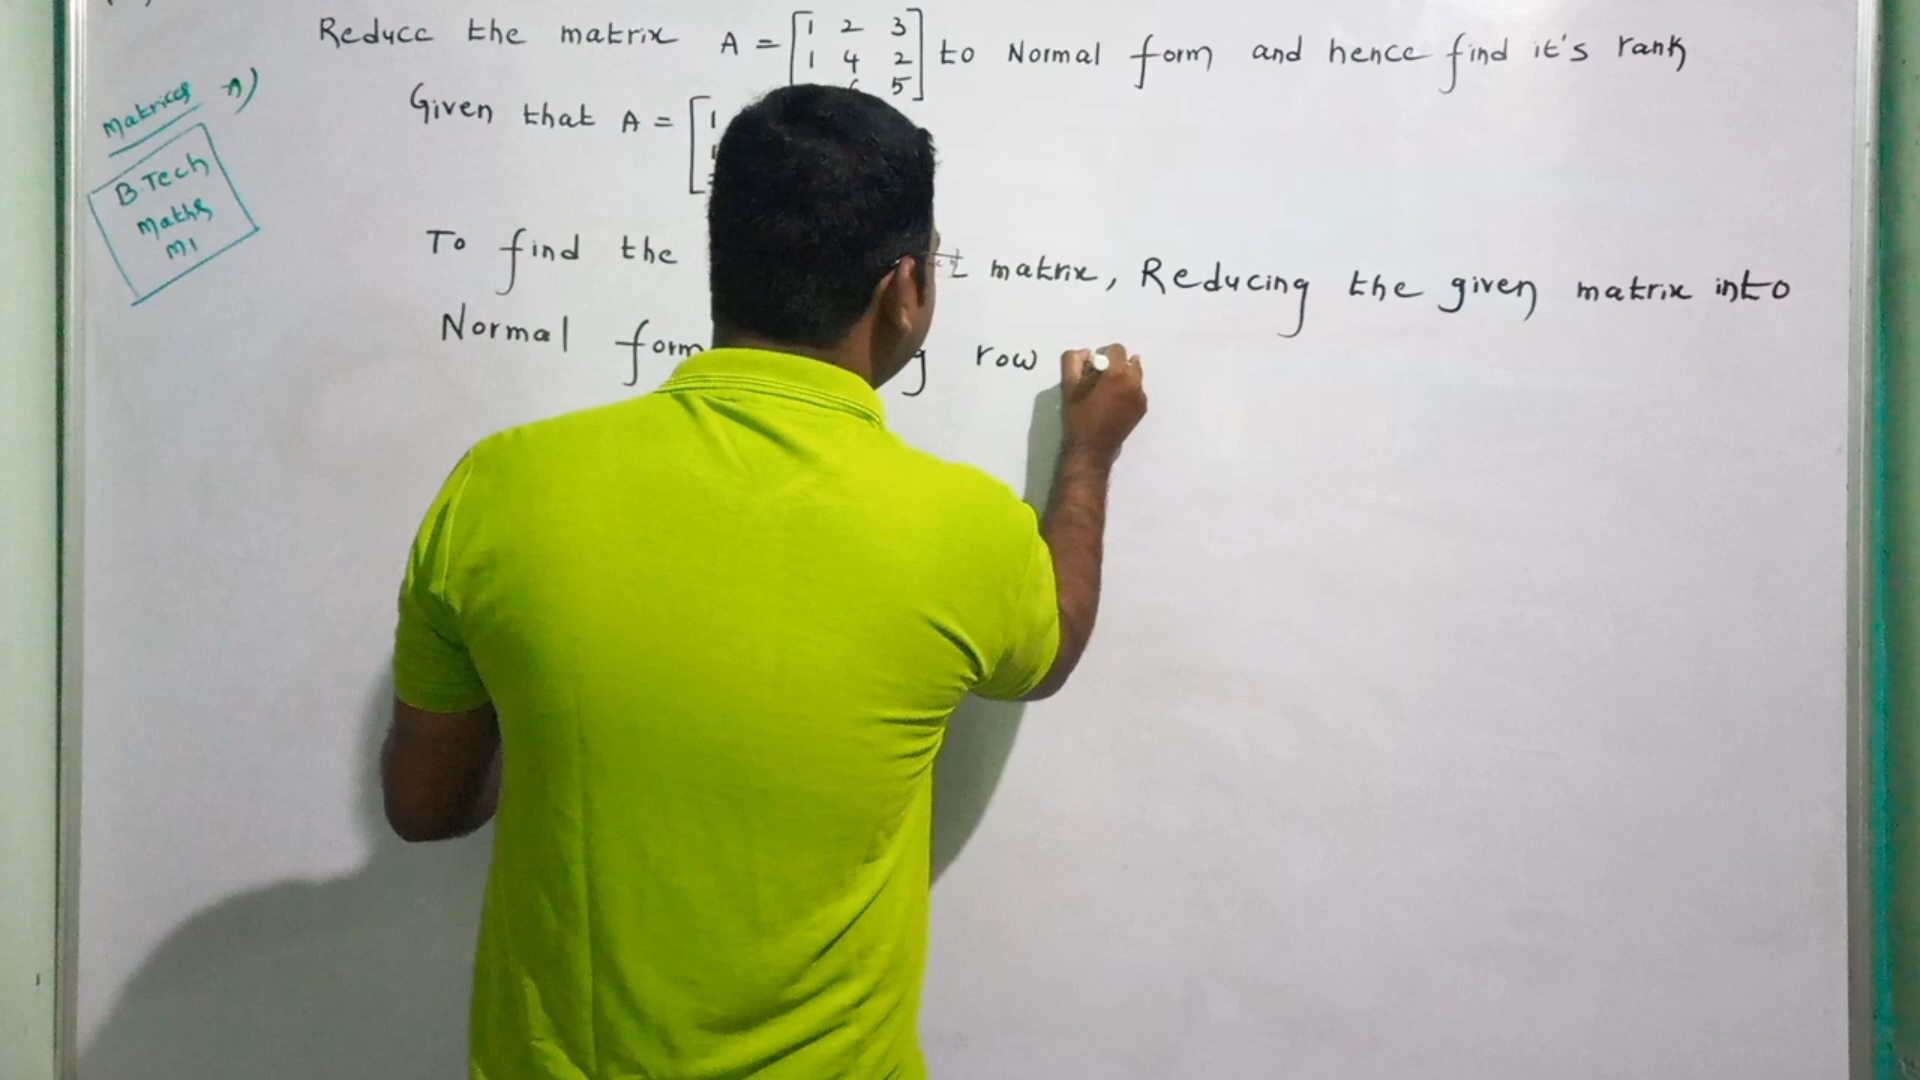 Reduce the matrix A = [1 2 3
1 4 2
5] to Normal form and hence find it's rank
Given that A = [1
To find the matrix, Reducing the given matrix into
Normal form row
Matrices
B.Tech
Maths
M1